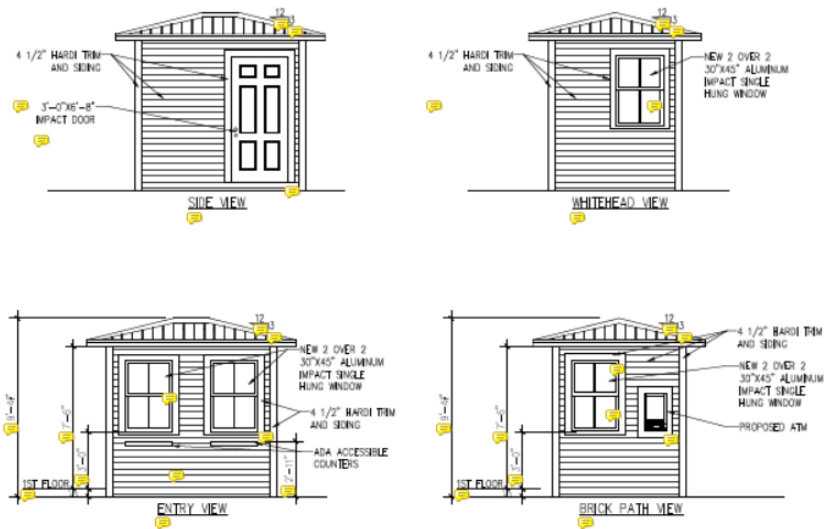 12
3
4 1/2" HARDI TRIM
AND SIDING
3'-0"X6'-8"
IMPACT DOOR
SIDE VIEW
12
3
4 1/2" HARDI TRIM
AND SIDING
NEW 2 OVER 2
30"X45" ALUMINUM
IMPACT SINGLE
HUNG WINDOW
WHITEHEAD VIEW
12
3
NEW 2 OVER 2
30"X45" ALUMINUM
IMPACT SINGLE
HUNG WINDOW
4 1/2" HARDI TRIM
AND SIDING
ADA ACCESSIBLE
COUNTERS
7'-6"
3'-0"
2'-11"
1ST FLOOR
ENTRY VIEW
12
3
4 1/2" HARDI TRIM
AND SIDING
NEW 2 OVER 2
30"X45" ALUMINUM
IMPACT SINGLE
HUNG WINDOW
PROPOSED ATM
7'-6"
3'-0"
1ST FLOOR
BRICK PATH VIEW